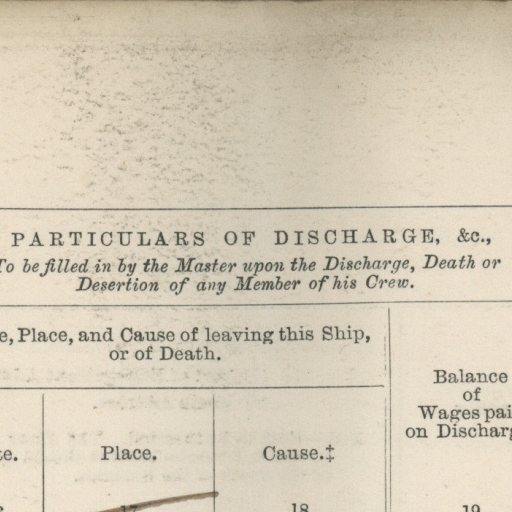 PARTICULARS OF DISCHARGE, &c.,
To be filled in by the Master upon the Discharge, Death or
Desertion of any Member of his Crew.
e, Place, and Cause of leaving this Ship,
or of Death.
Balance
of
Wages pai
on Discharg
te.
Place.
Cause.‡
17
18
19